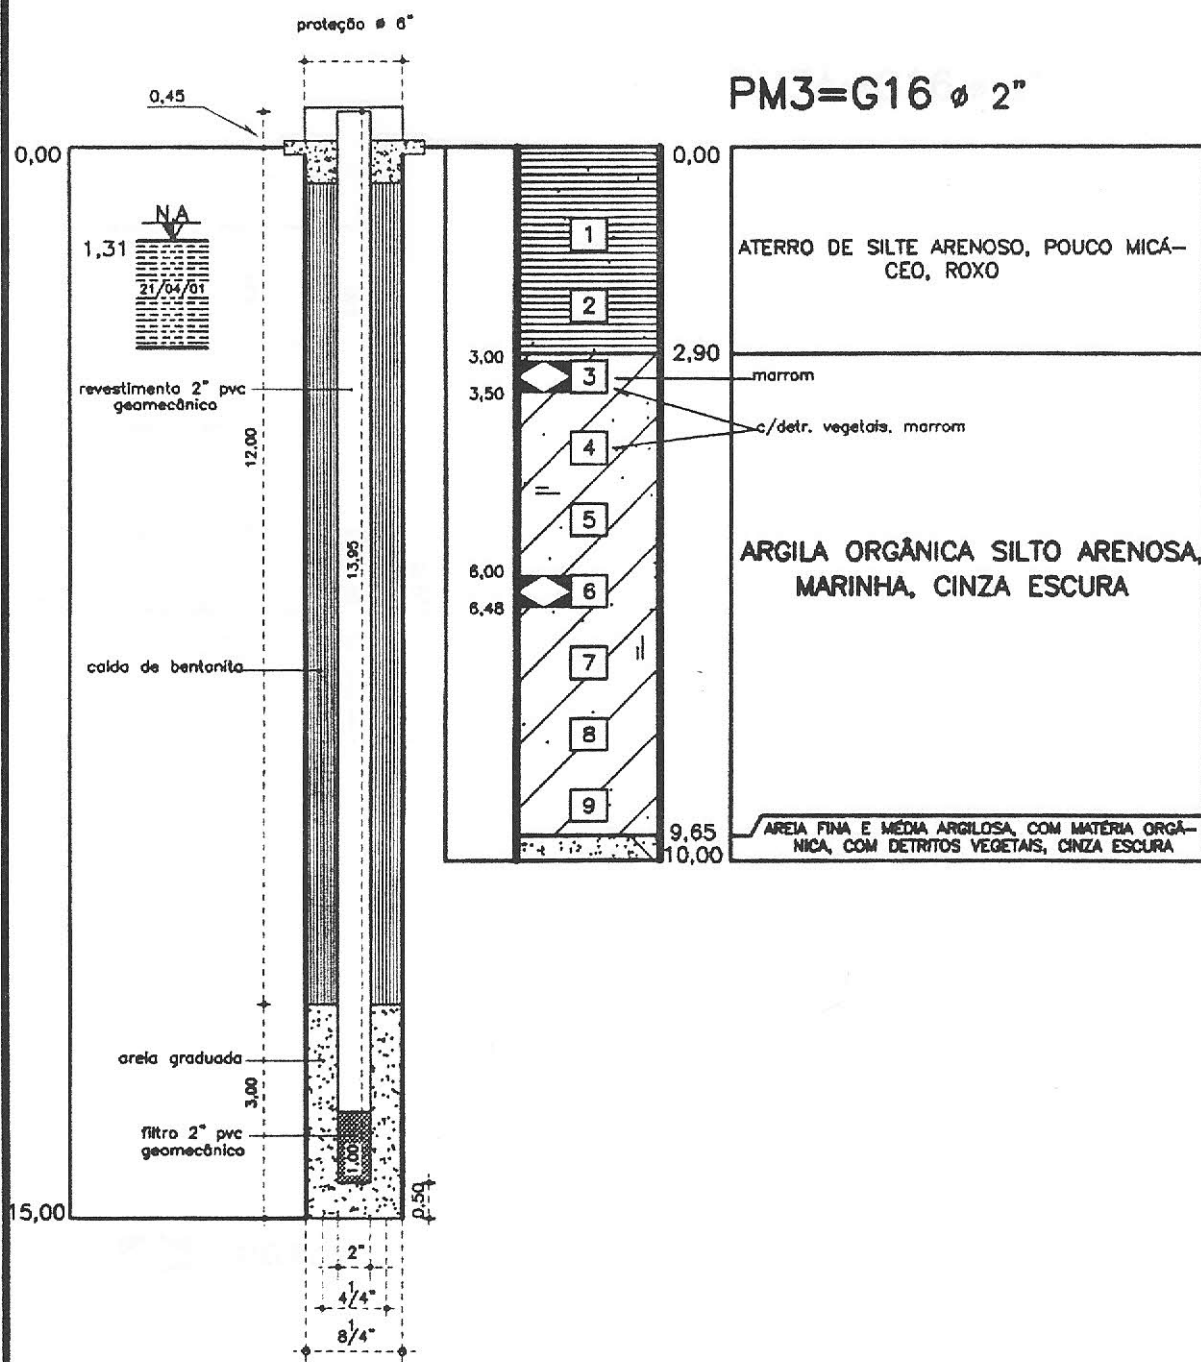 proteção ø 6"
PM3=G16 ø 2"
0,45
0,00
0,00
N.A
1,31
21/04/01
1
2
ATERRO DE SILTE ARENOSO, POUCO MICÁ-
CEO, ROXO
2,90
3,00
3,50
3
marrom
revestimento 2" pvc
geomecânico
12,00
4
c/detr. vegetais, marrom
5
13,95
ARGILA ORGÂNICA SILTO ARENOSA,
MARINHA, CINZA ESCURA
6,00
6,48
6
7
calda de bentonita
8
9
9,65
10,00
AREIA FINA E MÉDIA ARGILOSA, COM MATÉRIA ORGÂ-
NICA, COM DETRITOS VEGETAIS, CINZA ESCURA
areia graduada
3,00
filtro 2" pvc
geomecânico
1.00
0.50
15,00
2"
4 1/4"
8 1/4"